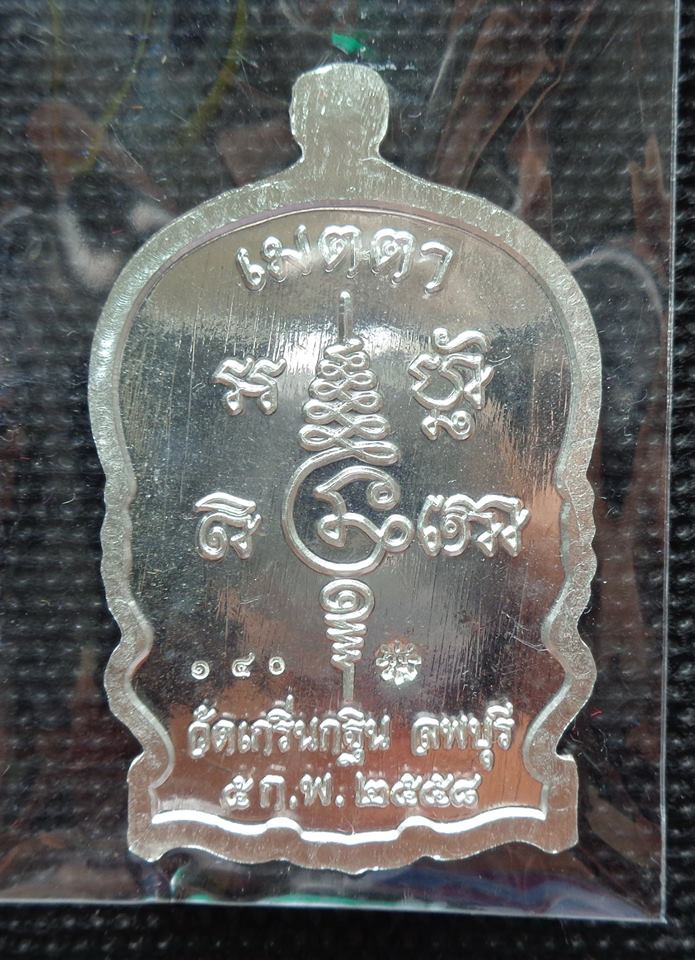 เมตตา
๑ ๔ ๐
วัดเกริ่นกฐิน ลพบุรี
๕ ก.พ. ๒๕๕๘